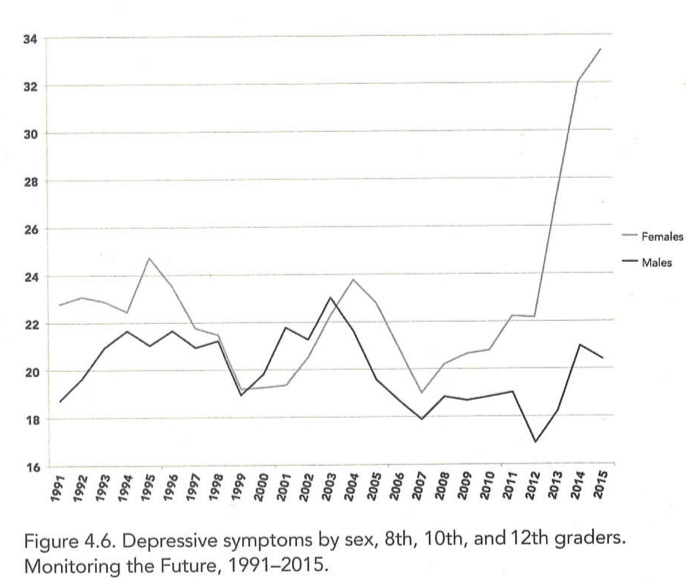 34
32
30
28
26
24
22
20
18
16
Females
Males
1991 1992 1993 1994 1995 1996 1997 1998 1999 2000 2001 2002 2003 2004 2005 2006 2007 2008 2009 2010 2011 2012 2013 2014 2015
Figure 4.6. Depressive symptoms by sex, 8th, 10th, and 12th graders.
Monitoring the Future, 1991–2015.